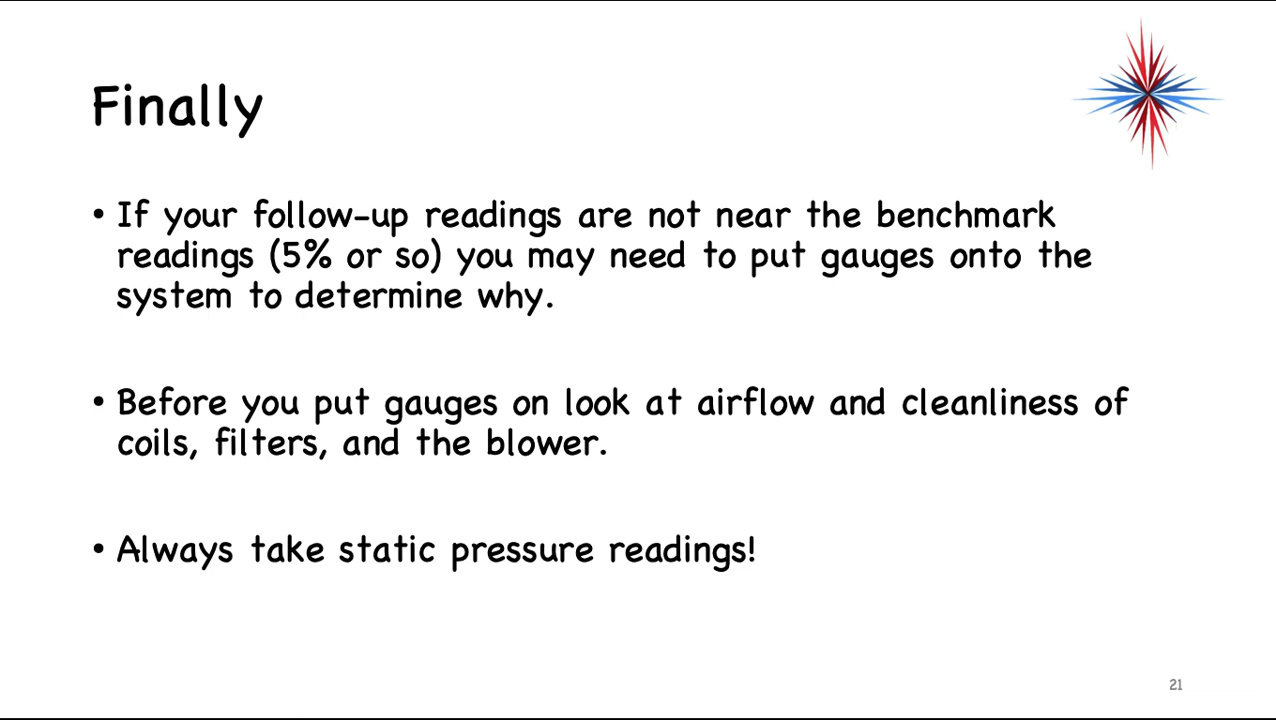 Finally
• If your follow-up readings are not near the benchmark
readings (5% or so) you may need to put gauges onto the
system to determine why.
• Before you put gauges on look at airflow and cleanliness of
coils, filters, and the blower.
• Always take static pressure readings!
21